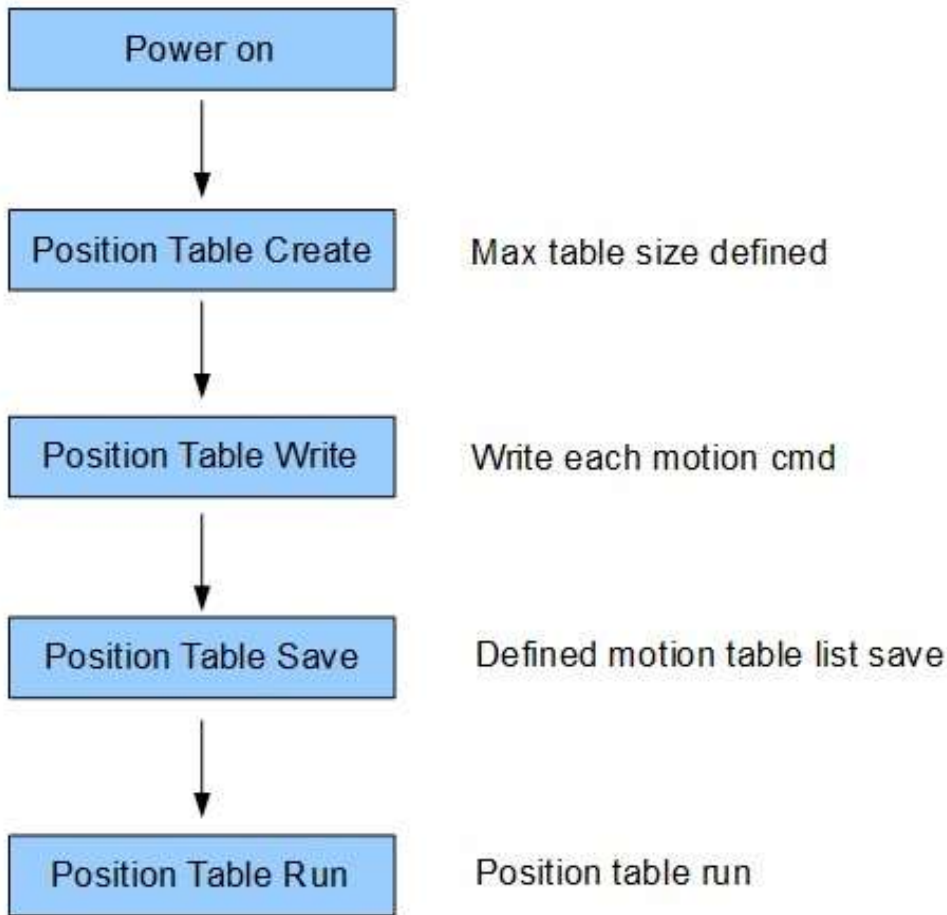 Power on
Position Table Create
Max table size defined
Position Table Write
Write each motion cmd
Position Table Save
Defined motion table list save
Position Table Run
Position table run